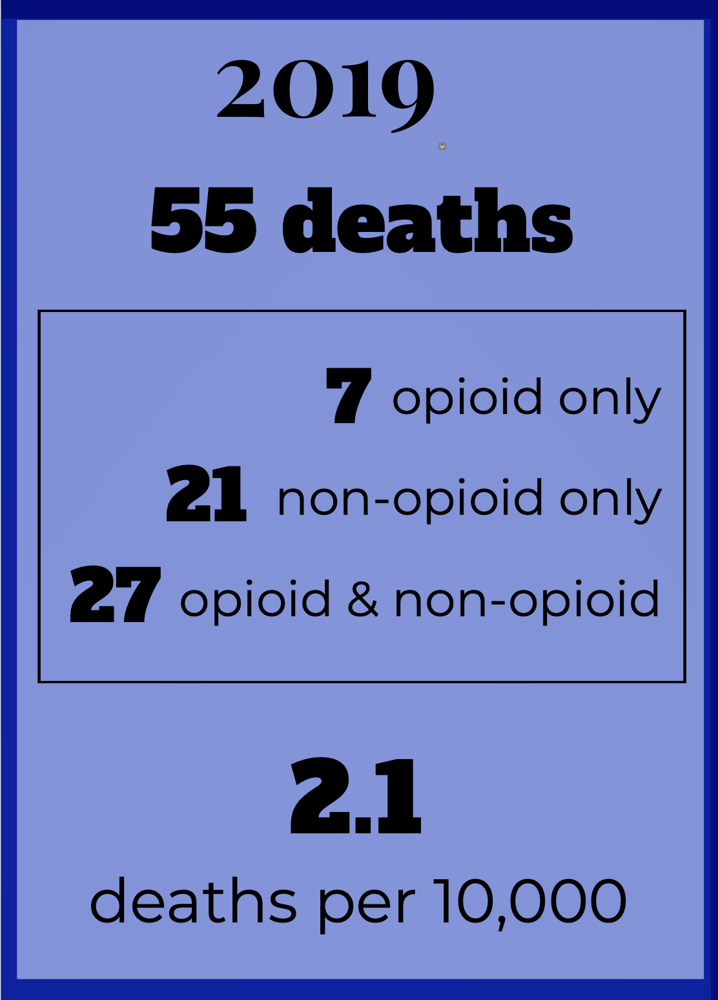 2019
55 deaths
7 opioid only
21 non-opioid only
27 opioid & non-opioid
2.1
deaths per 10,000